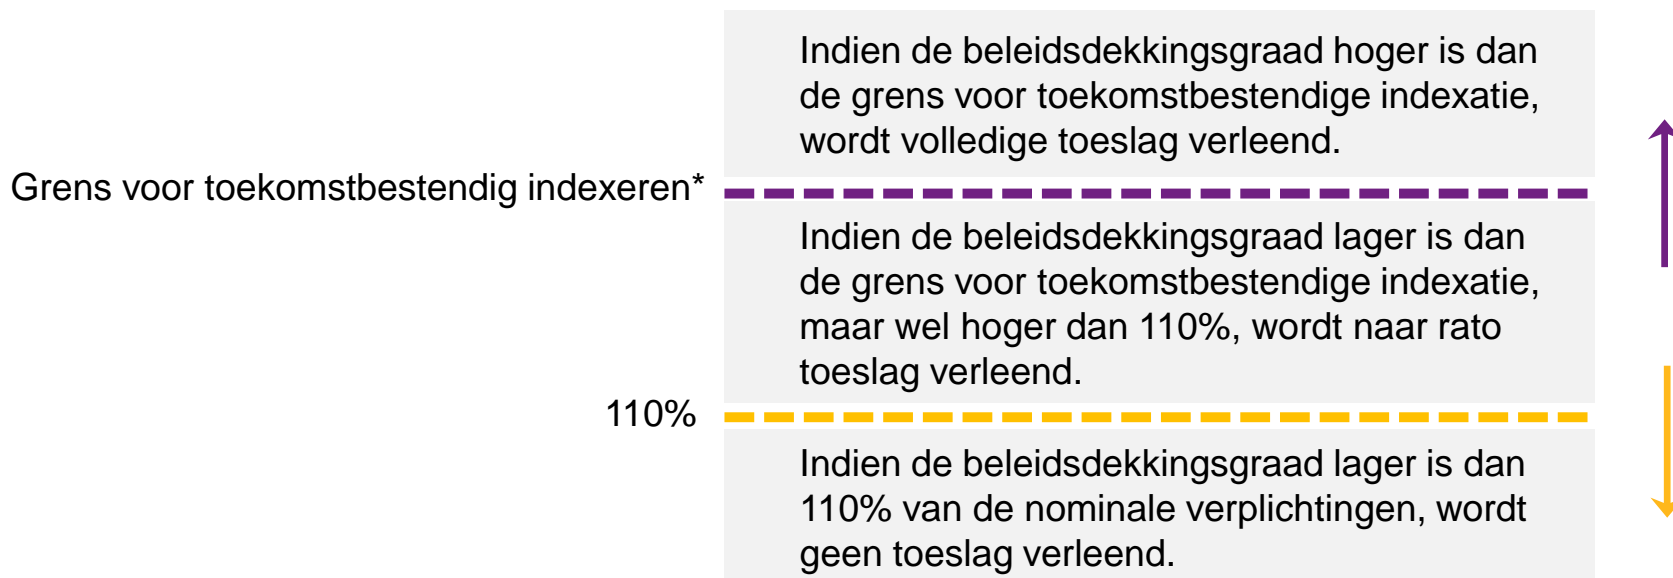 Indien de beleidsdekkingsgraad hoger is dan
de grens voor toekomstbestendige indexatie,
wordt volledige toeslag verleend.
Grens voor toekomstbestendig indexeren*
Indien de beleidsdekkingsgraad lager is dan
de grens voor toekomstbestendige indexatie,
maar wel hoger dan 110%, wordt naar rato
toeslag verleend.
110%
Indien de beleidsdekkingsgraad lager is dan
110% van de nominale verplichtingen, wordt
geen toeslag verleend.